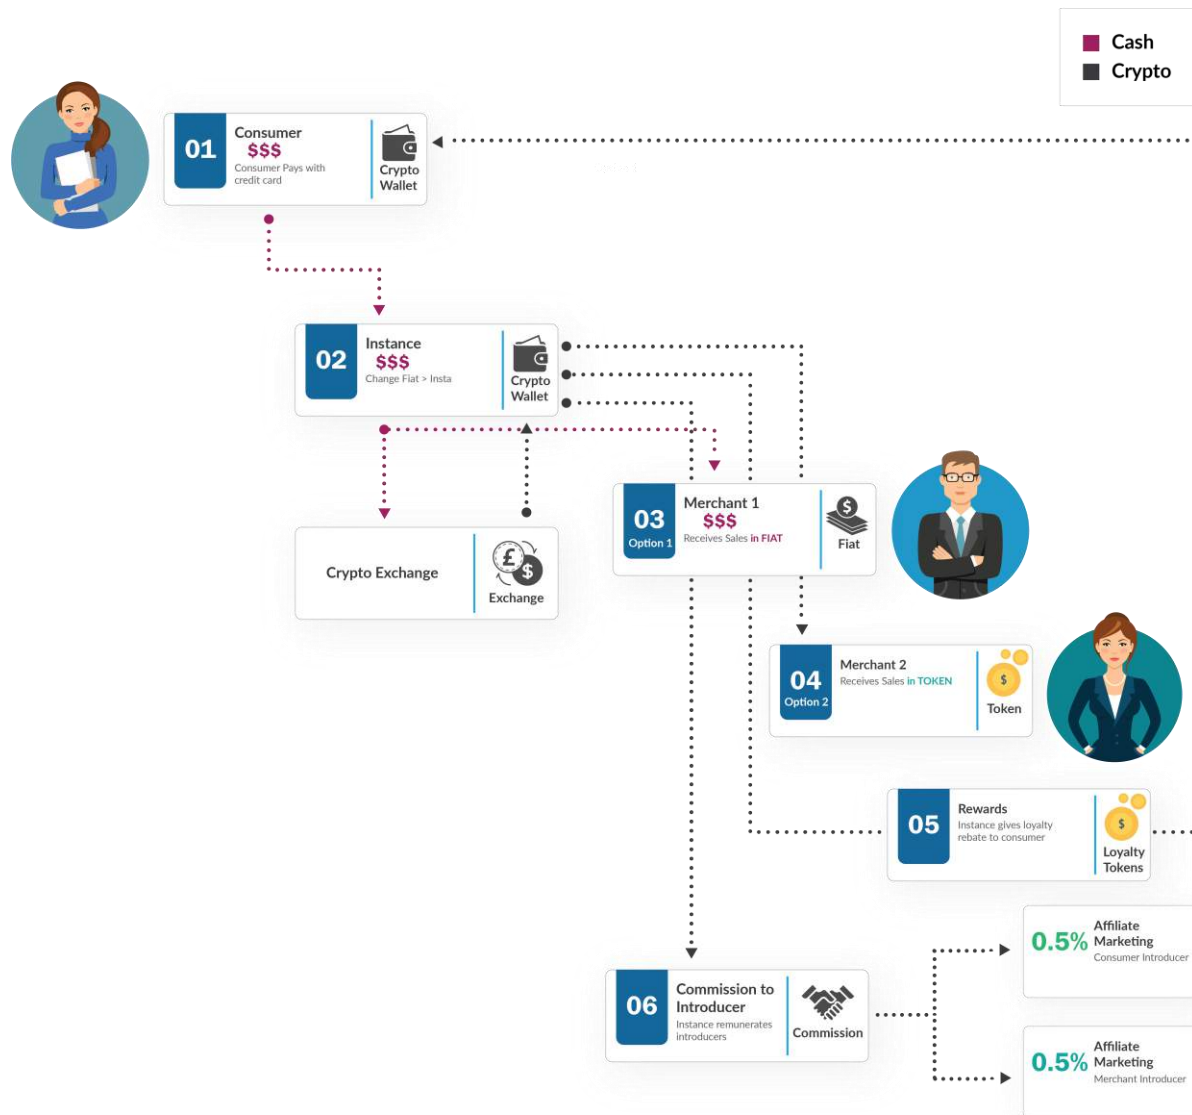 Cash
Crypto
01
Consumer
$$$
Consumer Pays with
credit card
Crypto
Wallet
02
Instance
$$$
Change Fiat > Insta
Crypto
Wallet
03
Option 1
Merchant 1
$$$
Receives Sales in FIAT
$
Fiat
Crypto Exchange
£
$
Exchange
04
Option 2
Merchant 2
Receives Sales in TOKEN
$
Token
05
Rewards
Instance gives loyalty
rebate to consumer
$
Loyalty
Tokens
06
Commission to
Introducer
Instance remunerates
introducers
Commission
0.5%
Affiliate
Marketing
Consumer Introducer
0.5%
Affiliate
Marketing
Merchant Introducer